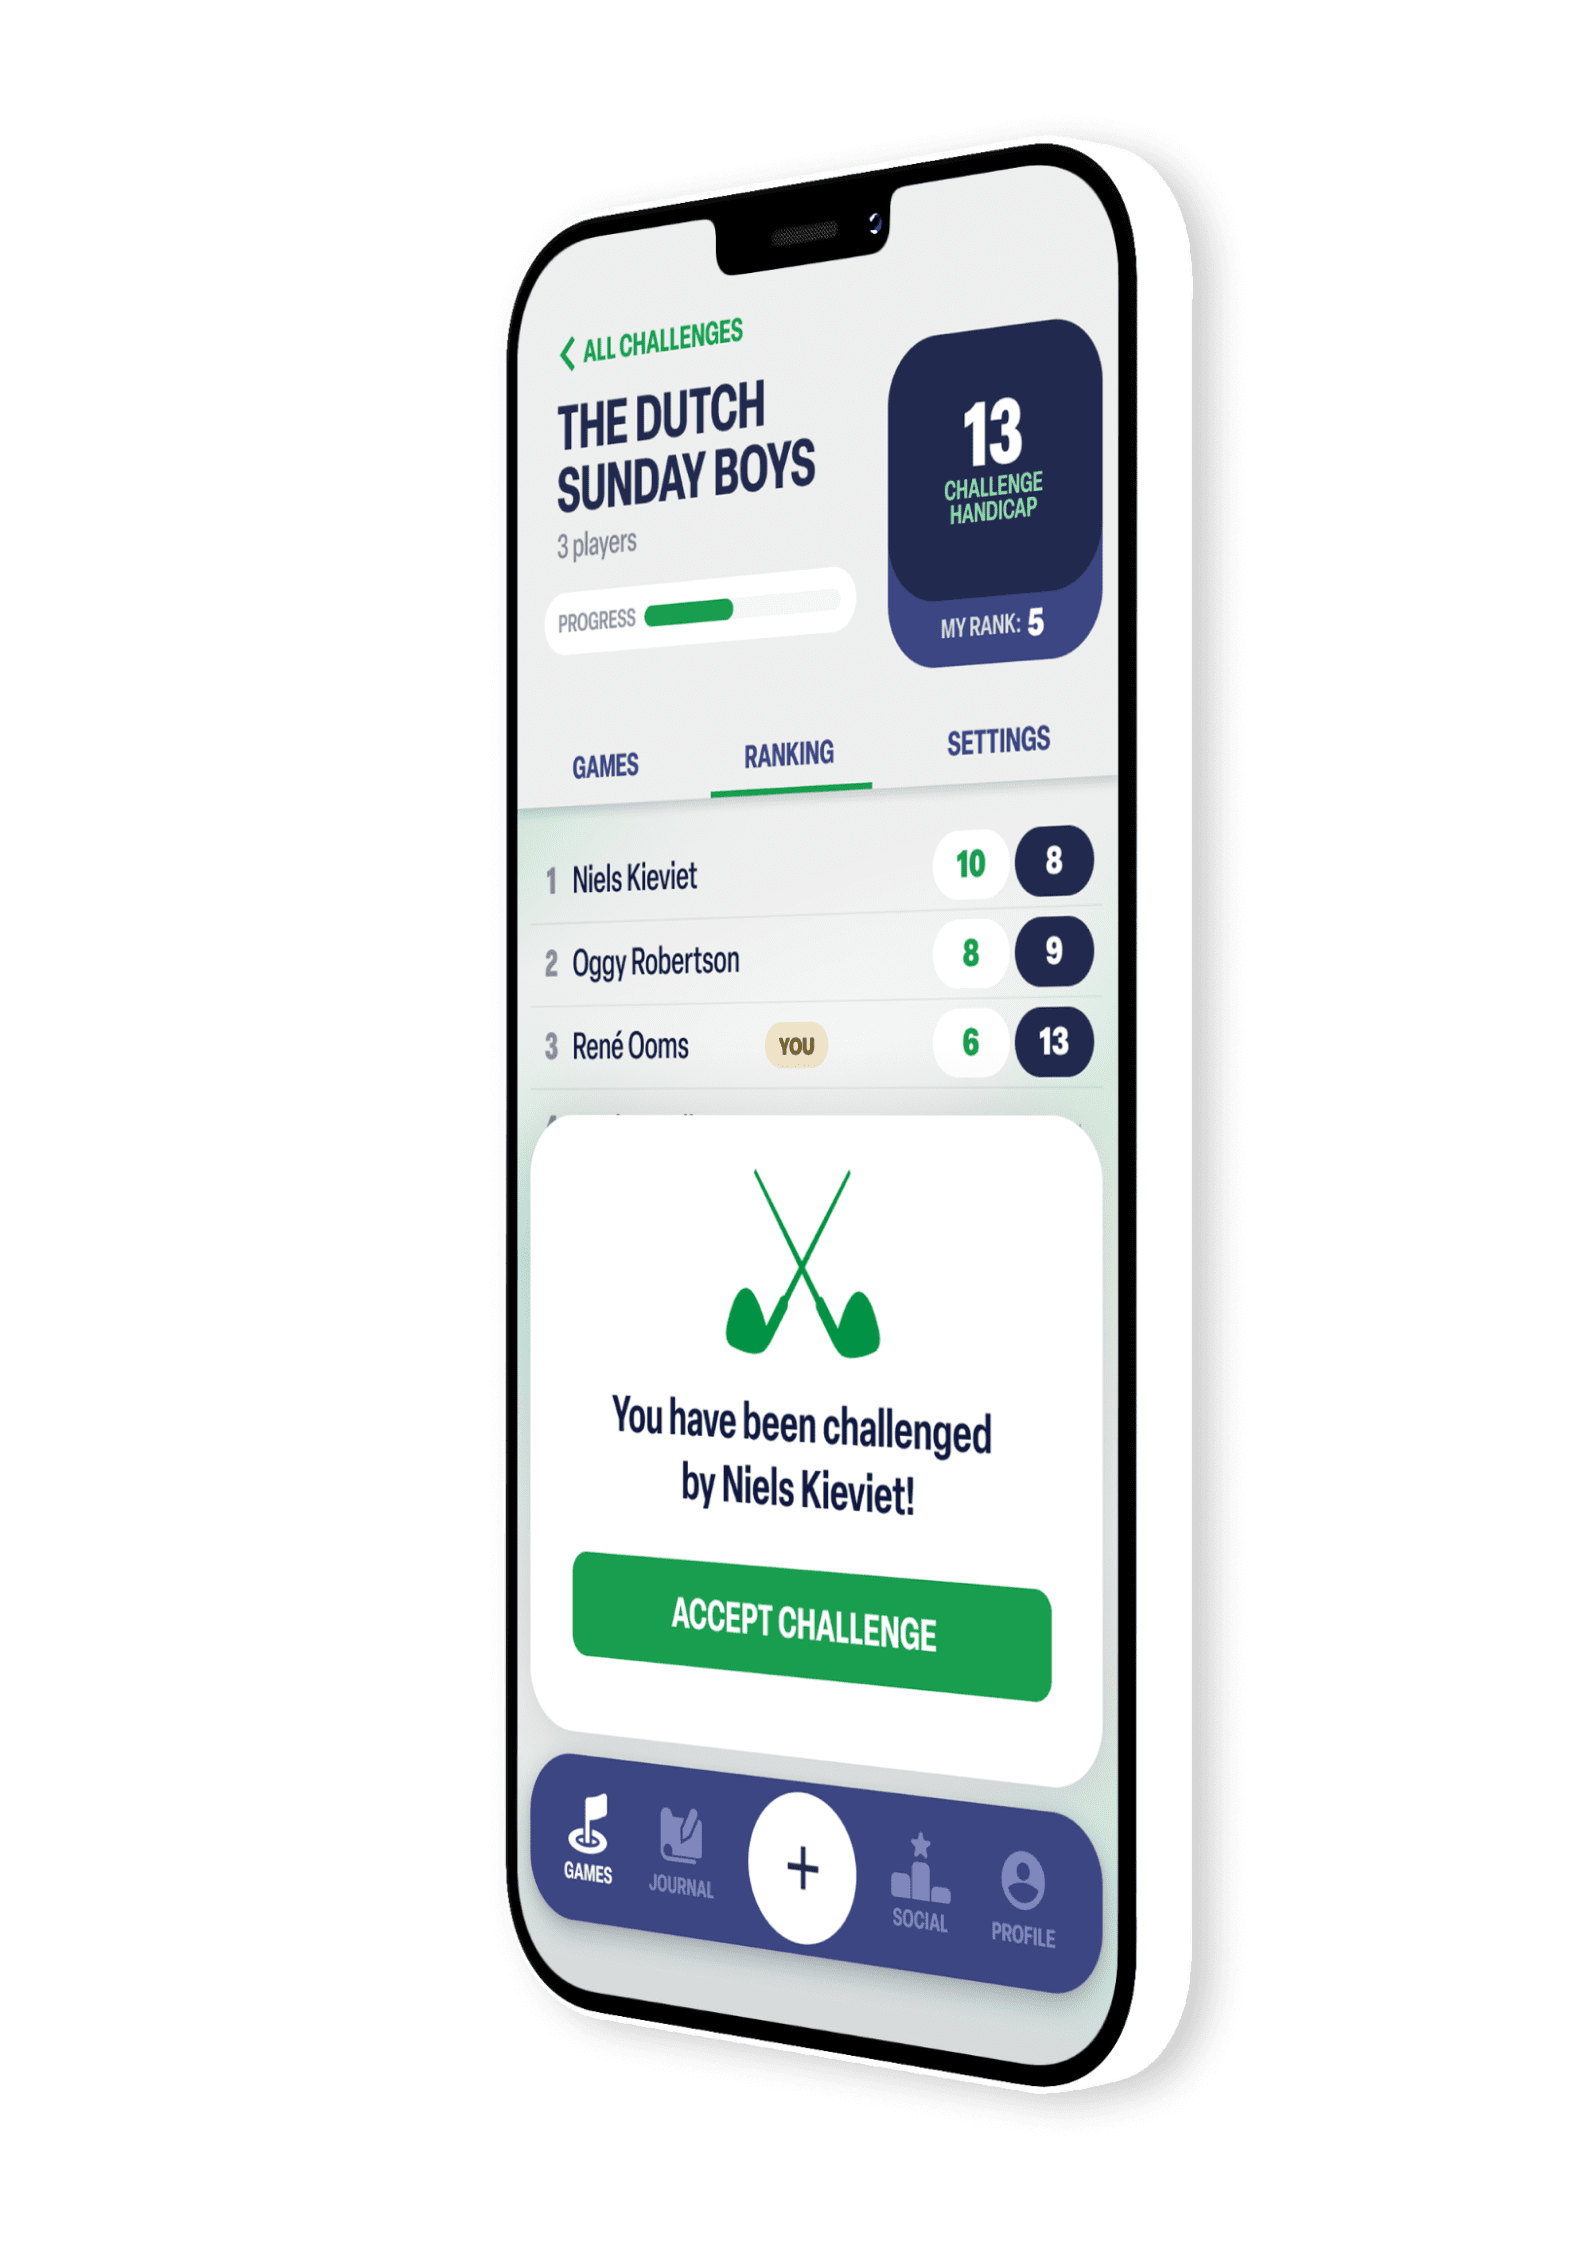 ALL CHALLENGES
THE DUTCH
SUNDAY BOYS
3 players
PROGRESS
13
CHALLENGE
HANDICAP
MY RANK: 5
GAMES RANKING SETTINGS
1 Niels Kieviet 10 8
2 Oggy Robertson 8 9
3 René Ooms YOU 6 13
You have been challenged
by Niels Kieviet!
ACCEPT CHALLENGE
GAMES JOURNAL + SOCIAL PROFILE